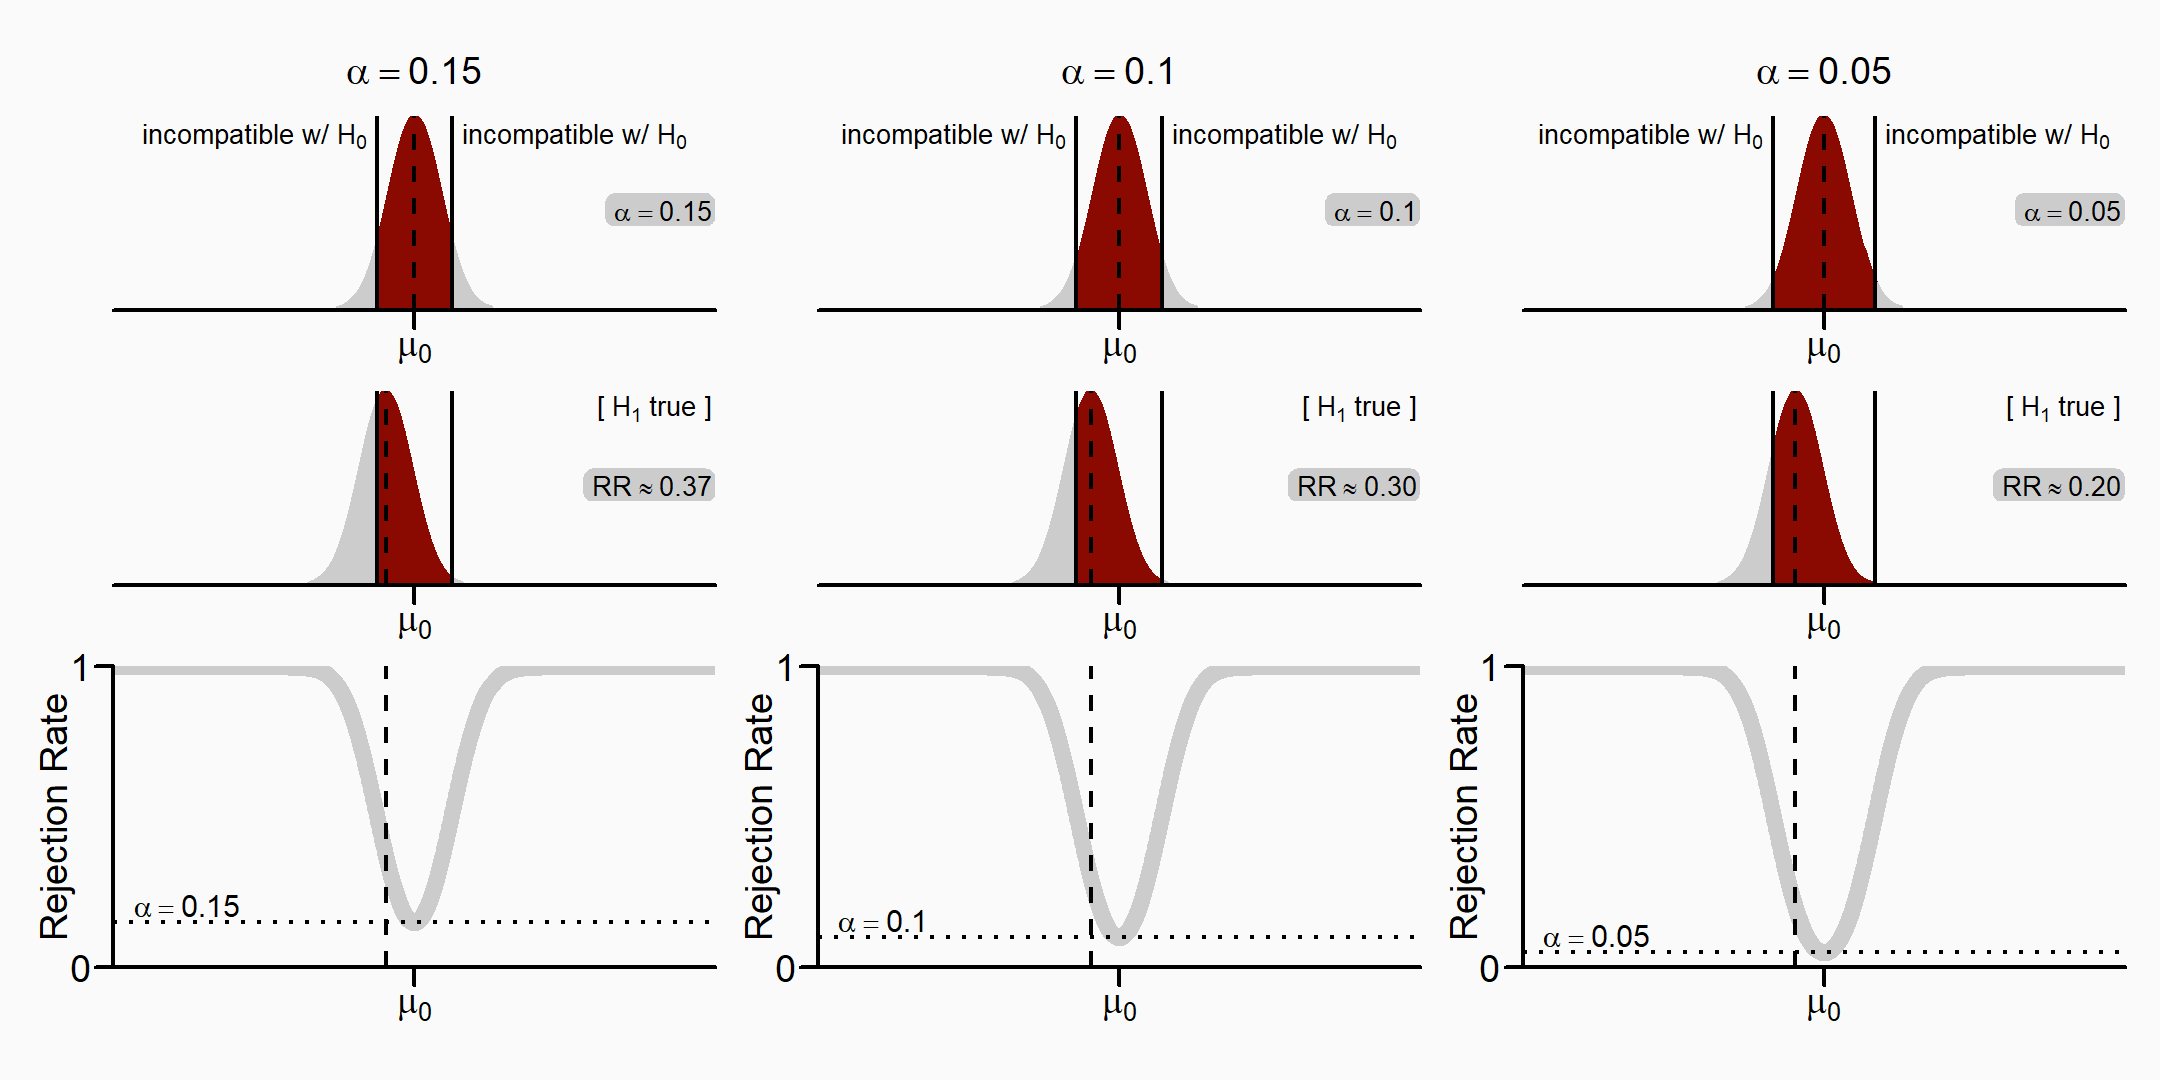 α = 0.15
incompatible w/ H₀ incompatible w/ H₀
α = 0.15
μ₀
[ H₁ true ]
RR ≈ 0.37
μ₀
1
Rejection Rate
α = 0.15
0
μ₀
α = 0.1
incompatible w/ H₀ incompatible w/ H₀
α = 0.1
μ₀
[ H₁ true ]
RR ≈ 0.30
μ₀
1
Rejection Rate
α = 0.1
0
μ₀
α = 0.05
incompatible w/ H₀ incompatible w/ H₀
α = 0.05
μ₀
[ H₁ true ]
RR ≈ 0.20
μ₀
1
Rejection Rate
α = 0.05
0
μ₀